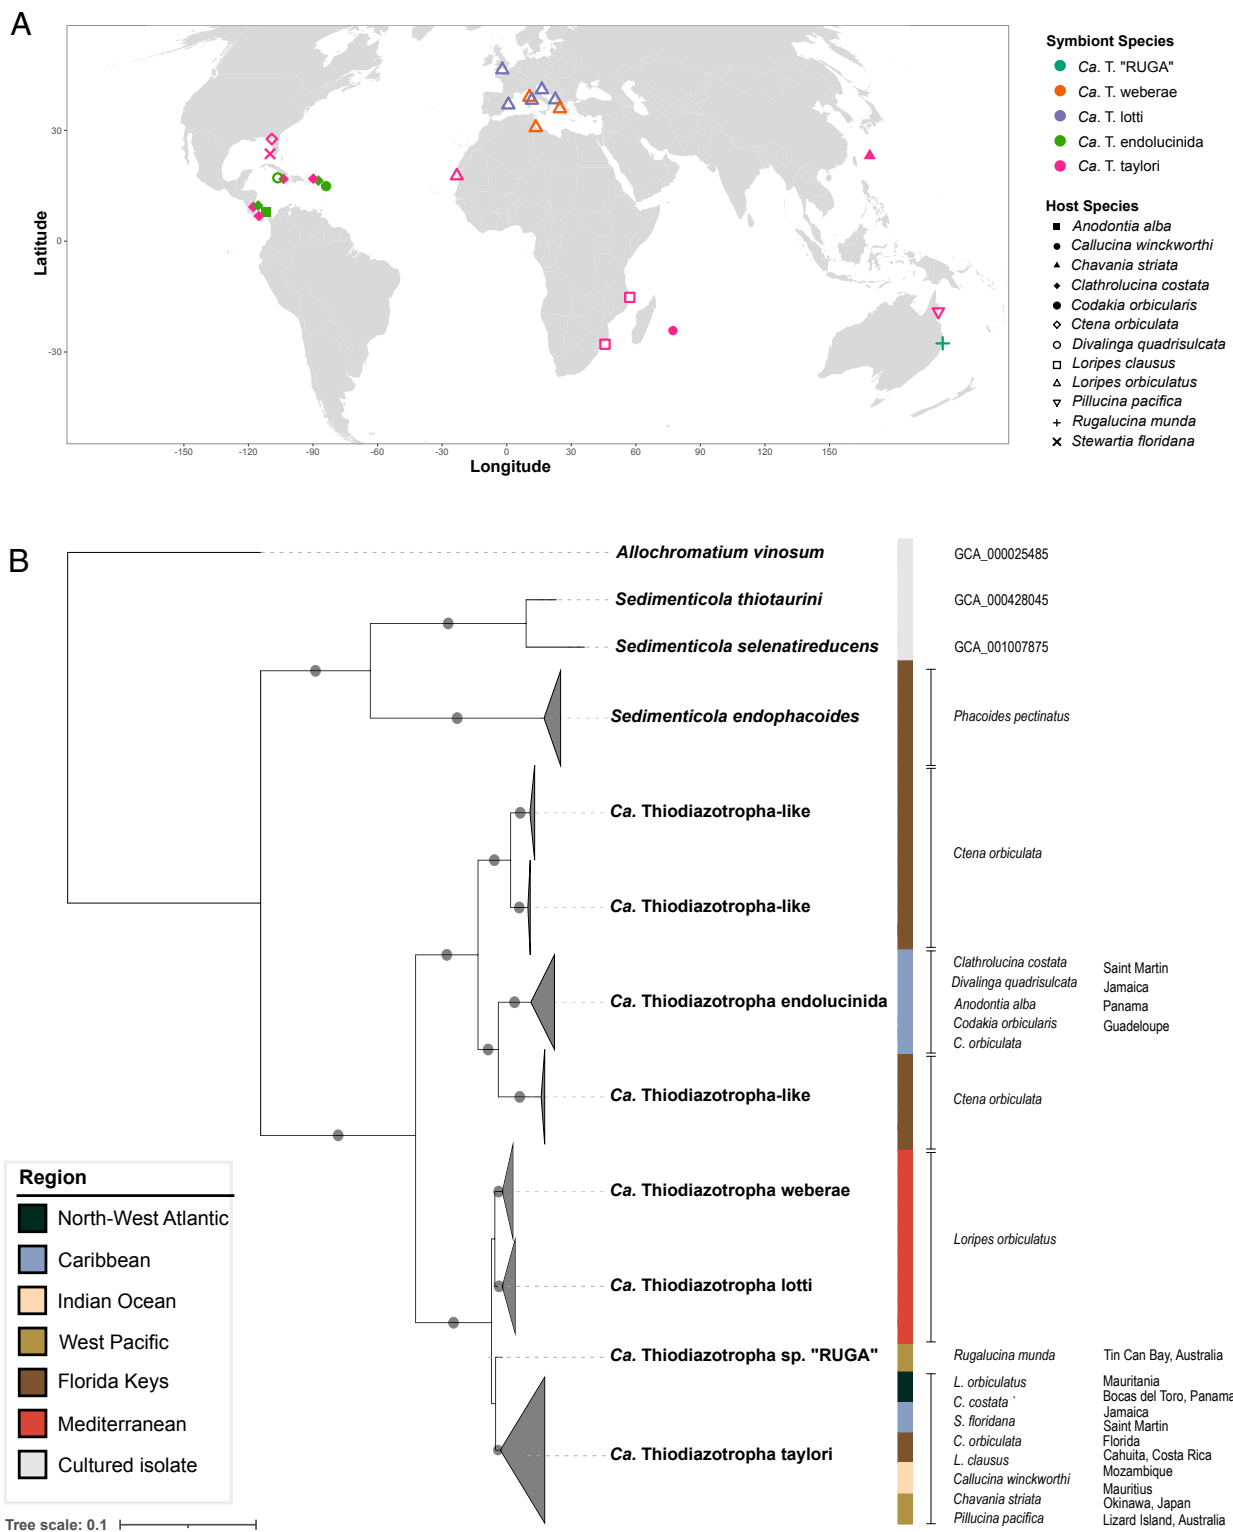 A
Symbiont Species
Ca. T. "RUGA"
Ca. T. weberae
Ca. T. lotti
Ca. T. endolucinida
Ca. T. taylori
Host Species
Anodontia alba
Callucina winckworthi
Chavania striata
Clathrolucina costata
Codakia orbicularis
Ctena orbiculata
Divalinga quadrisulcata
Loripes clausus
Loripes orbiculatus
Pillucina pacifica
Rugalucina munda
Stewartia floridana
Latitude
30
0
-30
-150 -120 -90 -60 -30 0 30 60 90 120 150
Longitude
B
Allochromatium vinosum GCA_000025485
Sedimenticola thiotaurini GCA_000428045
Sedimenticola selenatireducens GCA_001007875
Sedimenticola endophacoides Phacoides pectinatus
Ca. Thiodiazotropha-like
Ctena orbiculata
Ca. Thiodiazotropha-like
Ca. Thiodiazotropha endolucinida
Clathrolucina costata
Divalinga quadrisulcata
Anodontia alba
Codakia orbicularis
C. orbiculata
Saint Martin
Jamaica
Panama
Guadeloupe
Ca. Thiodiazotropha-like Ctena orbiculata
Ca. Thiodiazotropha weberae
Loripes orbiculatus
Ca. Thiodiazotropha lotti
Ca. Thiodiazotropha sp. "RUGA" Rugalucina munda Tin Can Bay, Australia
Ca. Thiodiazotropha taylori
L. orbiculatus
C. costata `
S. floridana
C. orbiculata
L. clausus
Callucina winckworthi
Chavania striata
Pillucina pacifica
Mauritania
Bocas del Toro, Panama
Jamaica
Saint Martin
Florida
Cahuita, Costa Rica
Mozambique
Mauritius
Okinawa, Japan
Lizard Island, Australia
Region
North-West Atlantic
Caribbean
Indian Ocean
West Pacific
Florida Keys
Mediterranean
Cultured isolate
Tree scale: 0.1